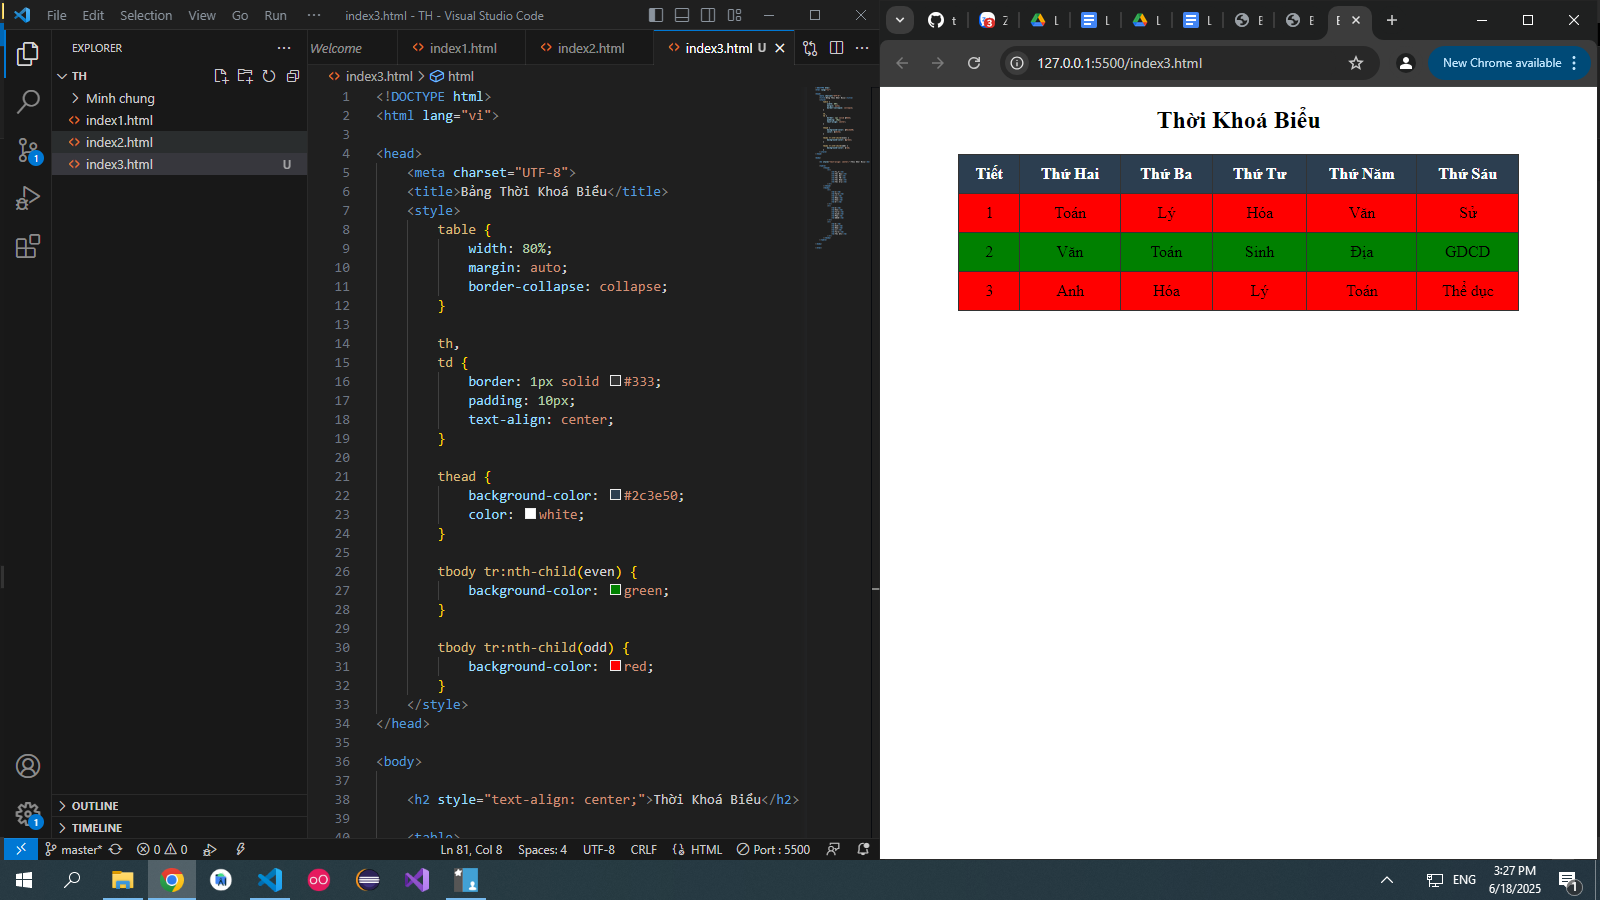 File Edit Selection View Go Run ··· index3.html - TH - Visual Studio Code
EXPLORER
TH
Minh chung
index1.html
index2.html
index3.html U
OUTLINE
TIMELINE
1
1
Welcome index1.html index2.html index3.html U
index3.html > html
1 <!DOCTYPE html>
2 <html lang="vi">
3
4 <head>
5 <meta charset="UTF-8">
6 <title>Bảng Thời Khoá Biểu</title>
7 <style>
8 table {
9 width: 80%;
10 margin: auto;
11 border-collapse: collapse;
12 }
13
14 th,
15 td {
16 border: 1px solid #333;
17 padding: 10px;
18 text-align: center;
19 }
20
21 thead {
22 background-color: #2c3e50;
23 color: white;
24 }
25
26 tbody tr:nth-child(even) {
27 background-color: green;
28 }
29
30 tbody tr:nth-child(odd) {
31 background-color: red;
32 }
33 </style>
34 </head>
35
36 <body>
37
38 <h2 style="text-align: center;">Thời Khoá Biểu</h2>
39
40 <table>
master* 0 0 Ln 81, Col 8 Spaces: 4 UTF-8 CRLF HTML Port : 5500
127.0.0.1:5500/index3.html
New Chrome available
Thời Khoá Biểu
Tiết Thứ Hai Thứ Ba Thứ Tư Thứ Năm Thứ Sáu
1 Toán Lý Hóa Văn Sử
2 Văn Toán Sinh Địa GDCD
3 Anh Hóa Lý Toán Thể dục
ENG
3:27 PM
6/18/2025
1